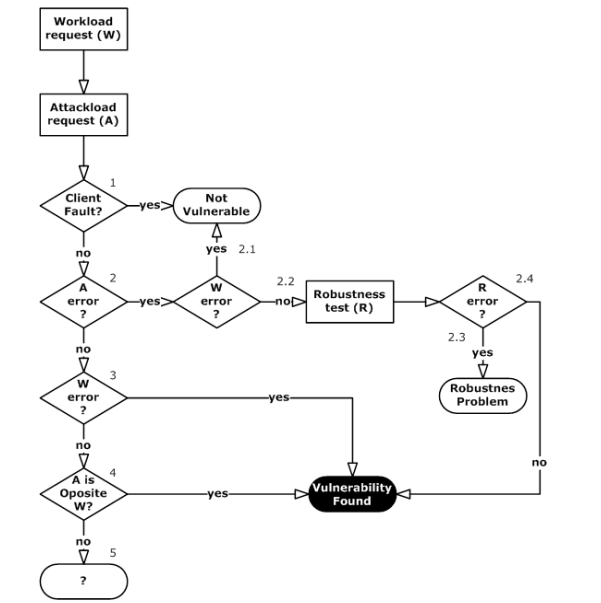 Workload
request (W)
Attackload
request (A)
1
Client
Fault?
yes
Not
Vulnerable
no
yes
2.1
2
A
error
?
yes
W
error
?
2.2
no
Robustness
test (R)
R
error
?
2.4
no
2.3
yes
3
W
error
?
yes
Robustnes
Problem
no
4
A is
Oposite
W?
yes
Vulnerability
Found
no
no
5
?